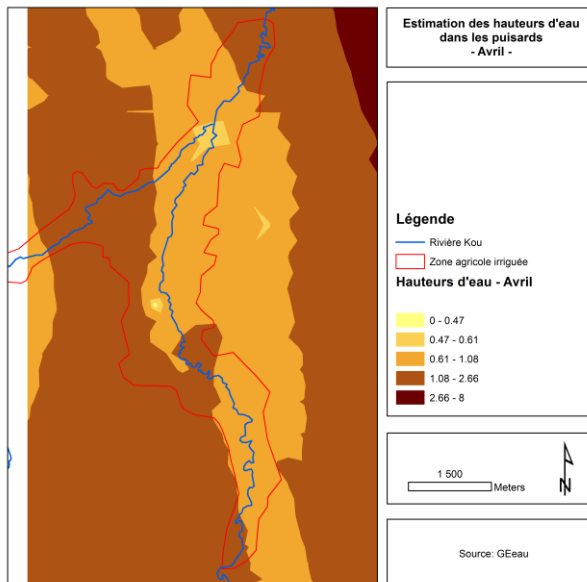 Estimation des hauteurs d'eau
dans les puisards
- Avril -
Légende
Rivière Kou
Zone agricole irriguée
Hauteurs d'eau - Avril
0 - 0.47
0.47 - 0.61
0.61 - 1.08
1.08 - 2.66
2.66 - 8
1 500
Meters
N
Source: GEeau